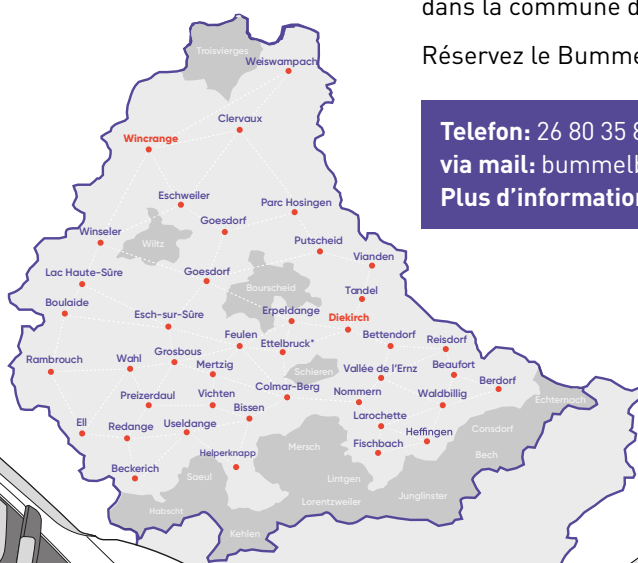 dans la commune d
Réservez le Bumme
Telefon: 26 80 35 8
via mail: bummelb
Plus d'information
Troisvierges
Weiswampach
Clervaux
Wincrange
Eschweiler
Parc Hosingen
Goesdorf
Winseler
Wiltz
Putscheid
Vianden
Lac Haute-Sûre
Goesdorf
Bourscheid
Tandel
Boulaide
Esch-sur-Sûre
Erpeldange
Diekirch
Feulen
Ettelbruck*
Bettendorf
Reisdorf
Rambrouch
Wahl
Grosbous
Mertzig
Schieren
Vallée de l'Ernz
Beaufort
Berdorf
Colmar-Berg
Nommern
Waldbillig
Echternach
Preizerdaul
Vichten
Bissen
Larochette
Ell
Redange
Useldange
Heffingen
Consdorf
Fischbach
Mersch
Helperknapp
Bech
Beckerich
Saeul
Lintgen
Junglinster
Lorentzweiler
Habscht
Kehlen